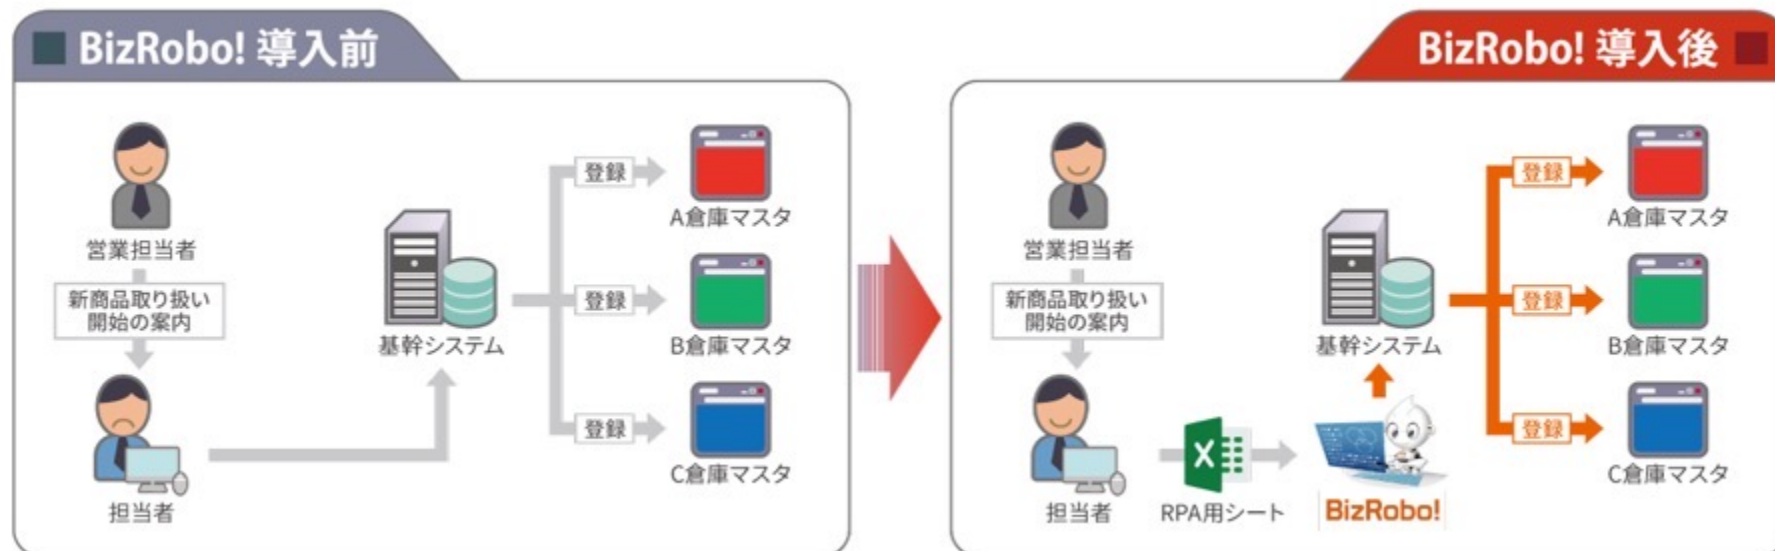 BizRobo! 導入前
営業担当者
新商品取り扱い
開始の案内
担当者
基幹システム
登録
A倉庫マスタ
登録
B倉庫マスタ
登録
C倉庫マスタ
BizRobo! 導入後
営業担当者
新商品取り扱い
開始の案内
担当者
X
RPA用シート
BizRobo!
基幹システム
登録
A倉庫マスタ
登録
B倉庫マスタ
登録
C倉庫マスタ